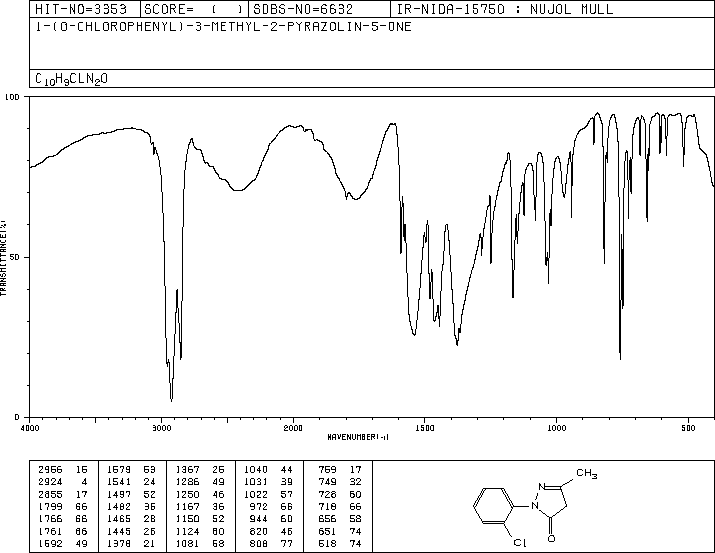 HIT-NO=3353 SCORE= ( ) SDBS-NO=6632 IR-NIDA-15750 : NUJOL MULL
1-(O-CHLOROPHENYL)-3-METHYL-2-PYRAZOLIN-5-ONE
C10H9CLN2O
100
50
0
TRANSMITTANCE(%)
4000 3000 2000 1500 1000 500
WAVENUMBER(-1)
2956 15 1579 53 1367 25 1040 44 759 17
2924 4 1541 24 1286 49 1031 39 749 32
2855 17 1497 52 1250 46 1022 57 728 60
1799 66 1482 36 1167 36 972 66 718 66
1766 66 1465 28 1150 52 944 60 656 58
1761 66 1445 26 1124 60 820 46 651 74
1592 49 1378 21 1081 58 808 77 518 74
CH3
N
N
O
Cl